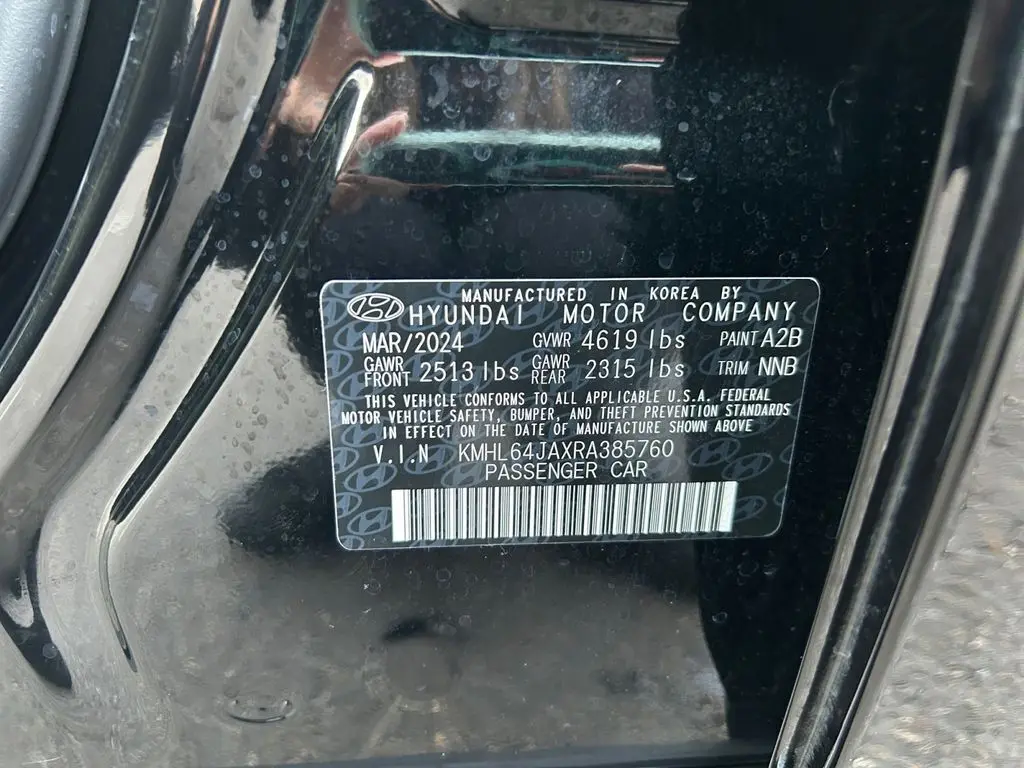 MANUFACTURED IN KOREA BY
HYUNDAI MOTOR COMPANY
MAR/2024 GVWR 4619 lbs PAINT A2B
GAWR FRONT 2513 lbs GAWR REAR 2315 lbs TRIM NNB
THIS VEHICLE CONFORMS TO ALL APPLICABLE U.S.A. FEDERAL
MOTOR VEHICLE SAFETY, BUMPER, AND THEFT PREVENTION STANDARDS
IN EFFECT ON THE DATE OF MANUFACTURE SHOWN ABOVE
V.I.N KMHL64JAXRA385760
PASSENGER CAR